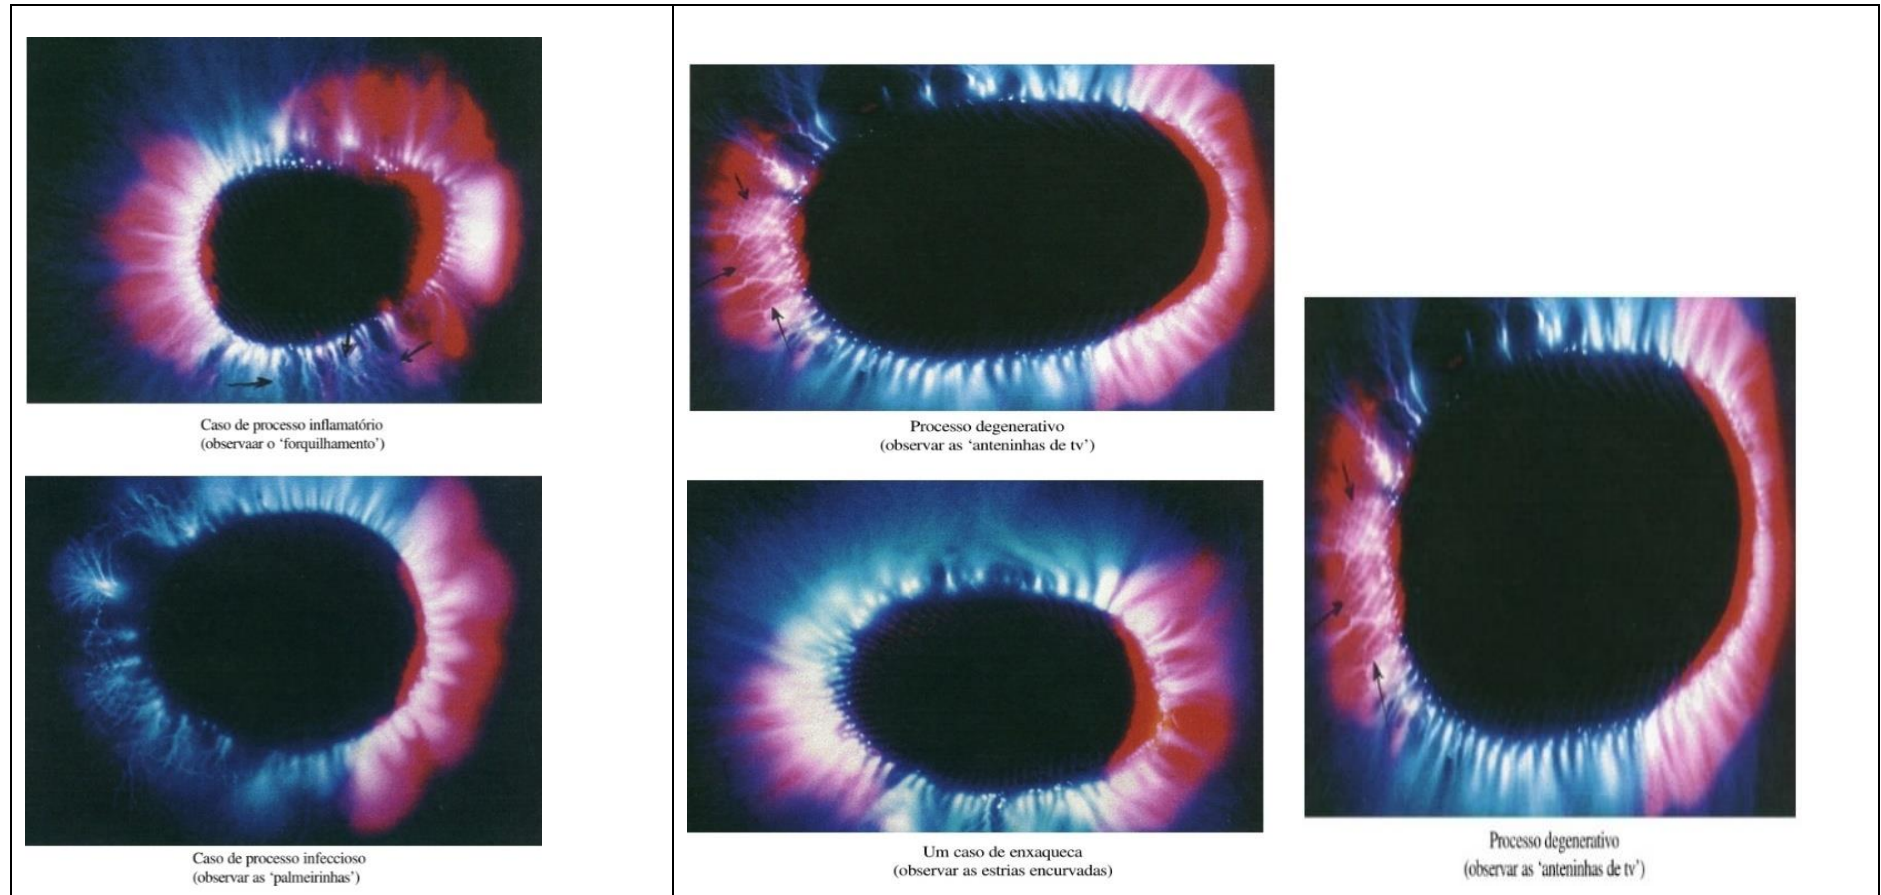 Caso de processo inflamatório
(observaar o ‘forquilhamento’)
Caso de processo infeccioso
(observar as ‘palmeirinhas’)
Processo degenerativo
(observar as ‘anteninhas de tv’)
Um caso de enxaqueca
(observar as estrias encurvadas)
Processo degenerativo
(observar as ‘anteninhas de tv’)